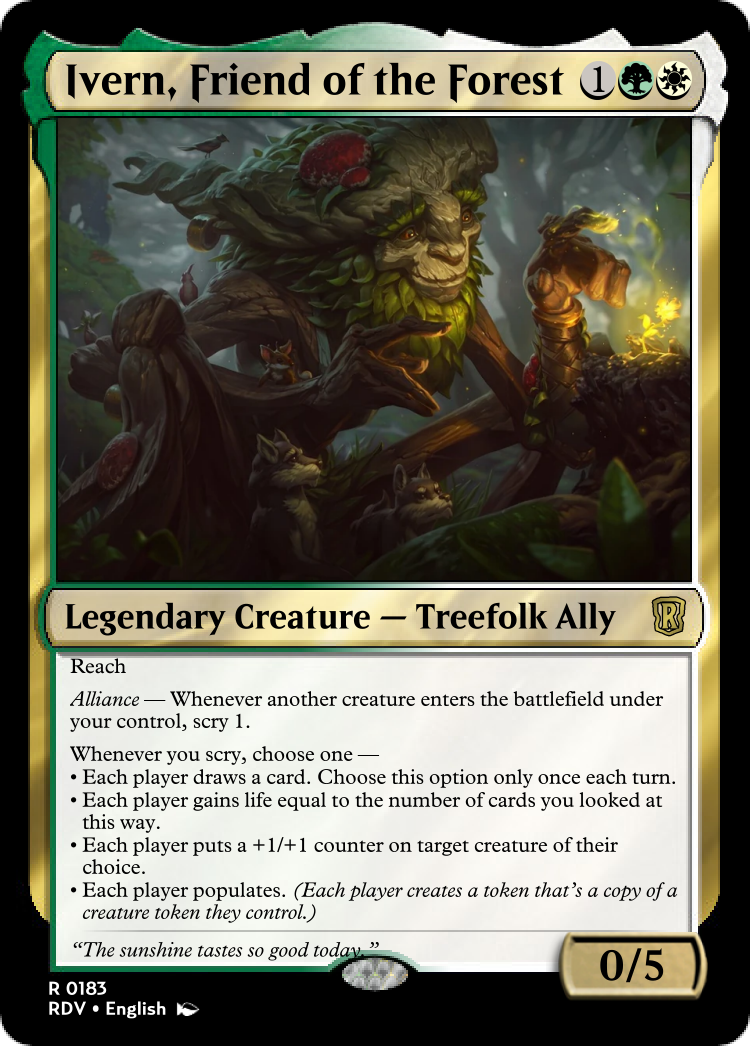 Ivern, Friend of the Forest 1
Legendary Creature — Treefolk Ally R
Reach
Alliance — Whenever another creature enters the battlefield under
your control, scry 1.
Whenever you scry, choose one —
• Each player draws a card. Choose this option only once each turn.
• Each player gains life equal to the number of cards you looked at
this way.
• Each player puts a +1/+1 counter on target creature of their
choice.
• Each player populates. (Each player creates a token that’s a copy of a
creature token they control.)
“The sunshine tastes so good today.”
0/5
R 0183
RDV • English